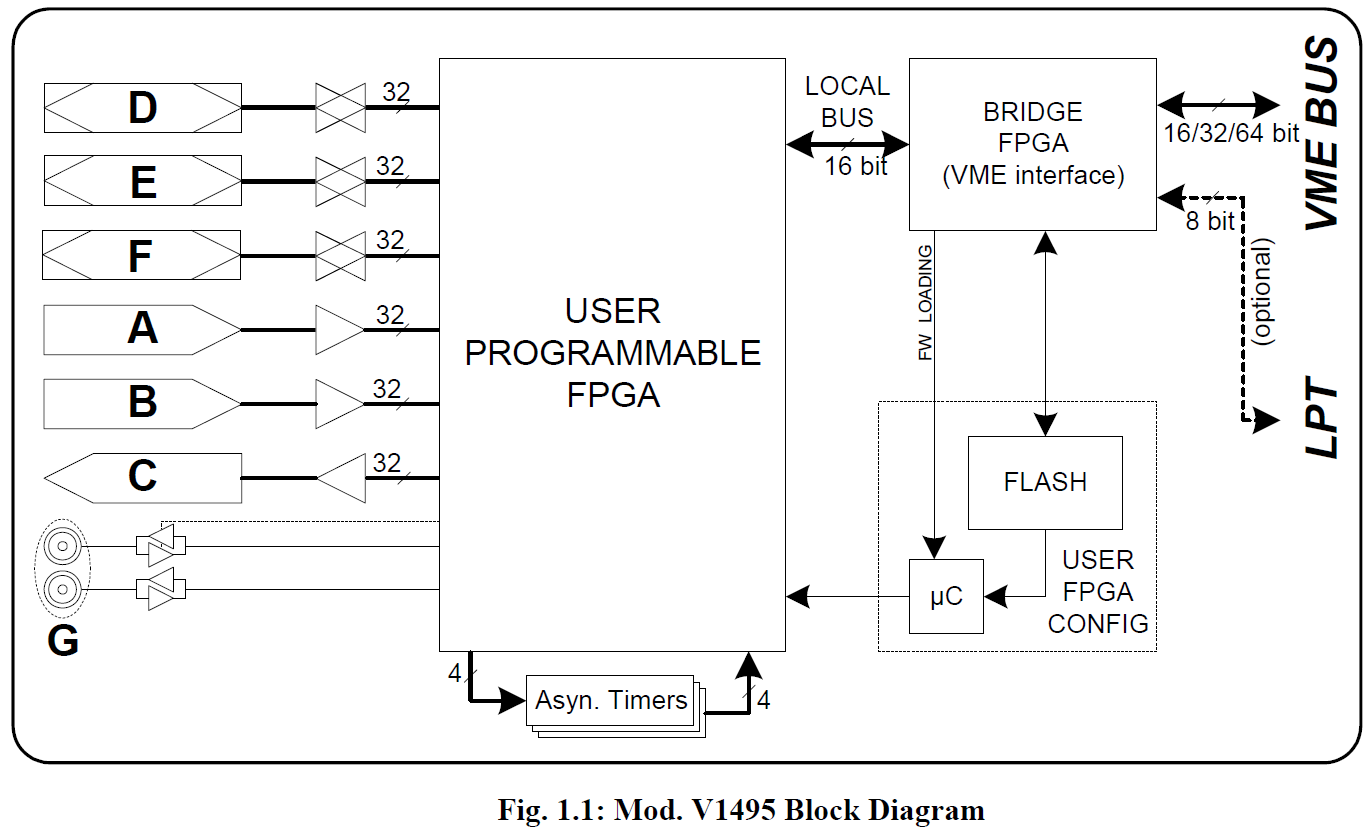 D
32
E
32
F
32
A
32
B
32
C
32
G
USER
PROGRAMMABLE
FPGA
4
Asyn. Timers
4
LOCAL
BUS
16 bit
BRIDGE
FPGA
(VME interface)
16/32/64 bit
8 bit
(optional)
VME BUS
LPT
FW LOADING
FLASH
µC
USER
FPGA
CONFIG
Fig. 1.1: Mod. V1495 Block Diagram